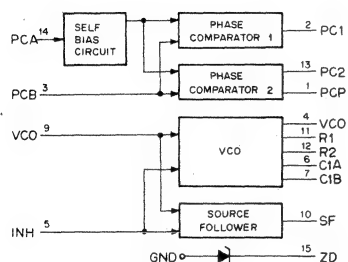 PCA 14
SELF BIAS CIRCUIT
PHASE COMPARATOR 1
2 PC1
PCB 3
PHASE COMPARATOR 2
13 PC2
1 PCP
VCO 9
VCO
4 VCO
11 R1
12 R2
6 C1A
7 C1B
INH 5
SOURCE FOLLOWER
10 SF
GND
15 ZD